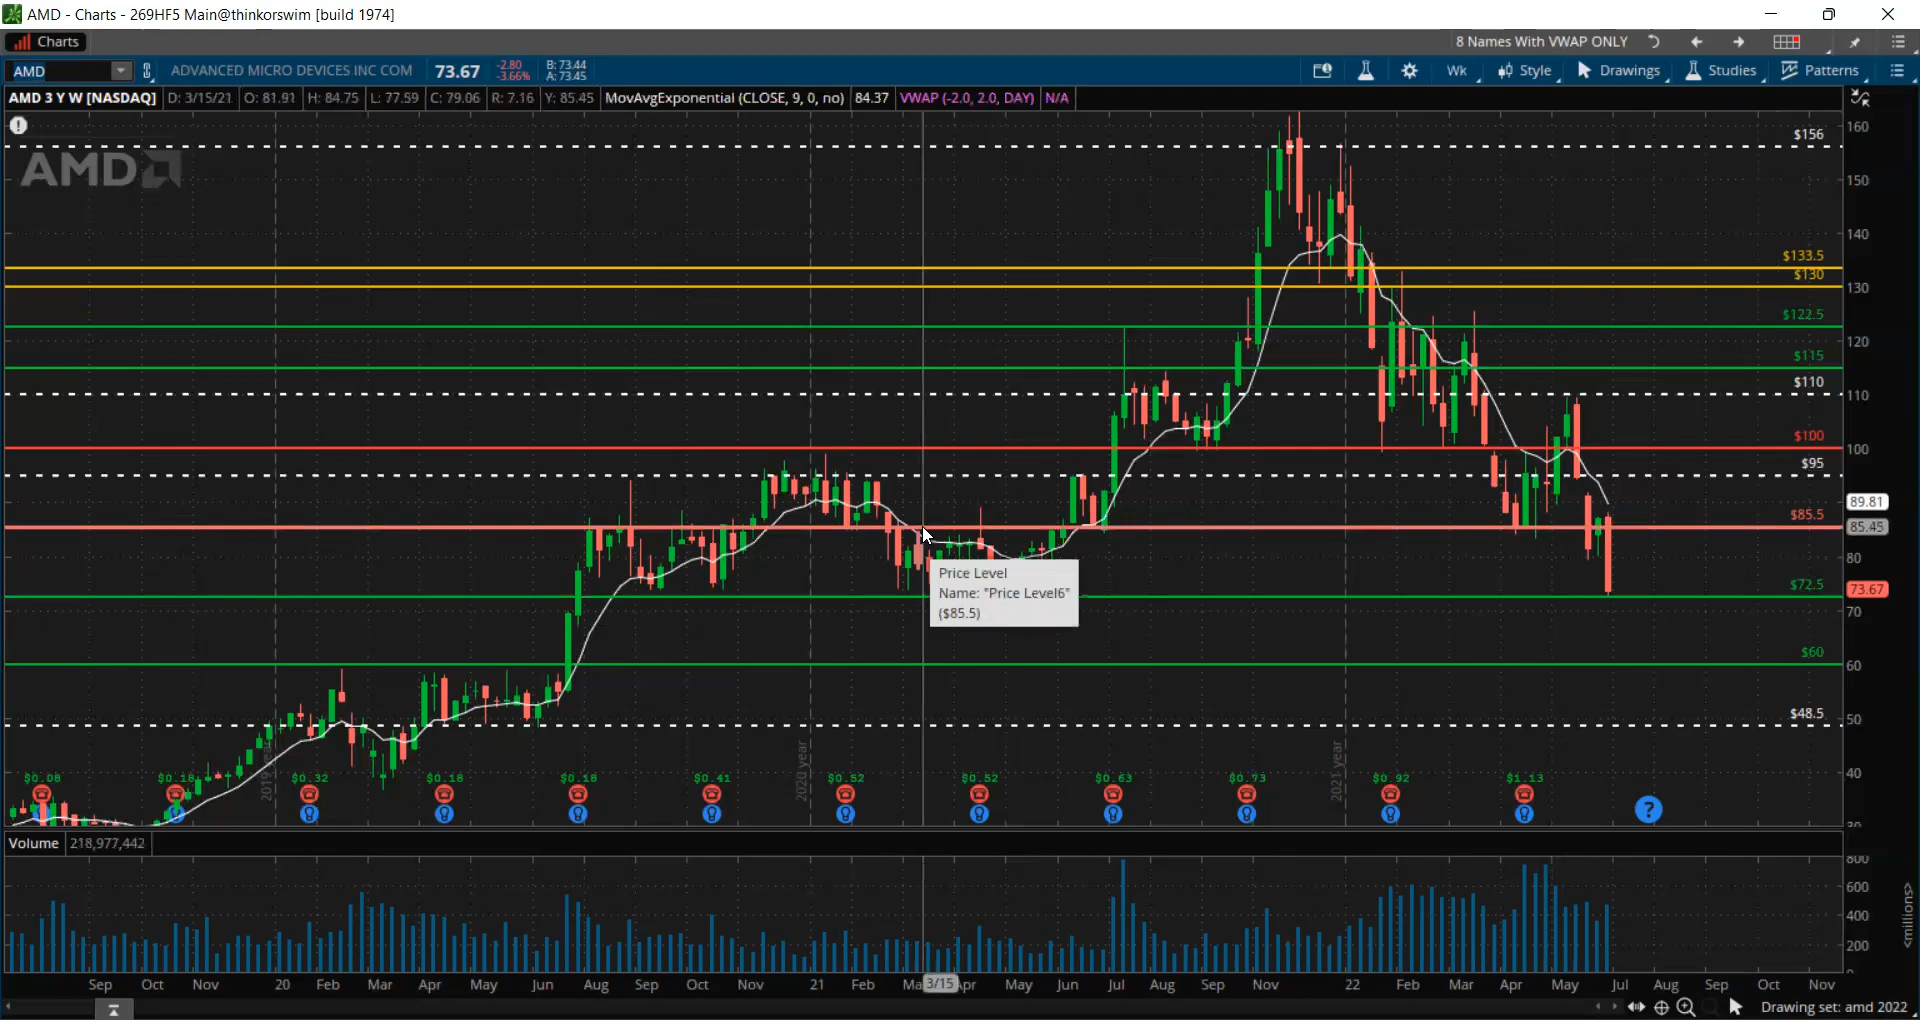 AMD - Charts - 269HF5 Main@thinkorswim [build 1974]
Charts
8 Names With VWAP ONLY
AMD
ADVANCED MICRO DEVICES INC COM
73.67
-2.80
-3.66%
B: 73.44
A: 73.45
Wk
Style
Drawings
Studies
Patterns
AMD 3 Y W [NASDAQ] D: 3/15/21 O: 81.91 H: 84.75 L: 77.59 C: 79.06 R: 7.16 Y: 85.45 MovAvgExponential (CLOSE, 9, 0, no) 84.37 VWAP (-2.0, 2.0, DAY) N/A
AMD
$156
$133.5
$130
$122.5
$115
$110
$100
$95
$85.5
$72.5
$60
$48.5
160
150
140
130
120
110
100
89.81
85.45
80
73.67
70
60
50
40
30
Price Level
Name: "Price Level6"
($85.5)
2019 year
2020 year
2021 year
$0.08 $0.18 $0.32 $0.18 $0.18 $0.41 $0.52 $0.52 $0.63 $0.73 $0.92 $1.13
?
Volume 218,977,442
800
600
400
200
0
<millions>
Sep Oct Nov 20 Feb Mar Apr May Jun Aug Sep Oct Nov 21 Feb Ma 3/15 Apr May Jun Jul Aug Sep Nov 22 Feb Mar Apr May Jul Aug Sep Oct Nov
Drawing set: amd 2022